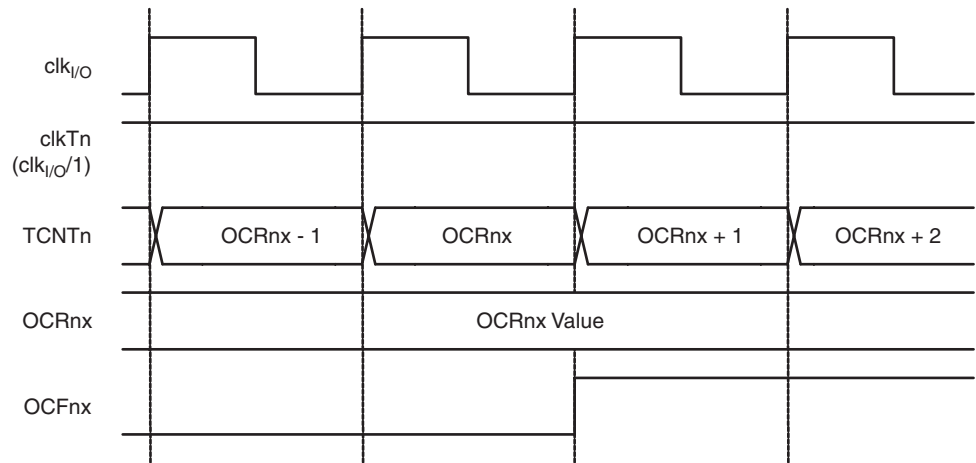 clkI/O
clkTn
(clkI/O/1)
TCNTn
OCRnx - 1
OCRnx
OCRnx + 1
OCRnx + 2
OCRnx
OCRnx Value
OCFnx